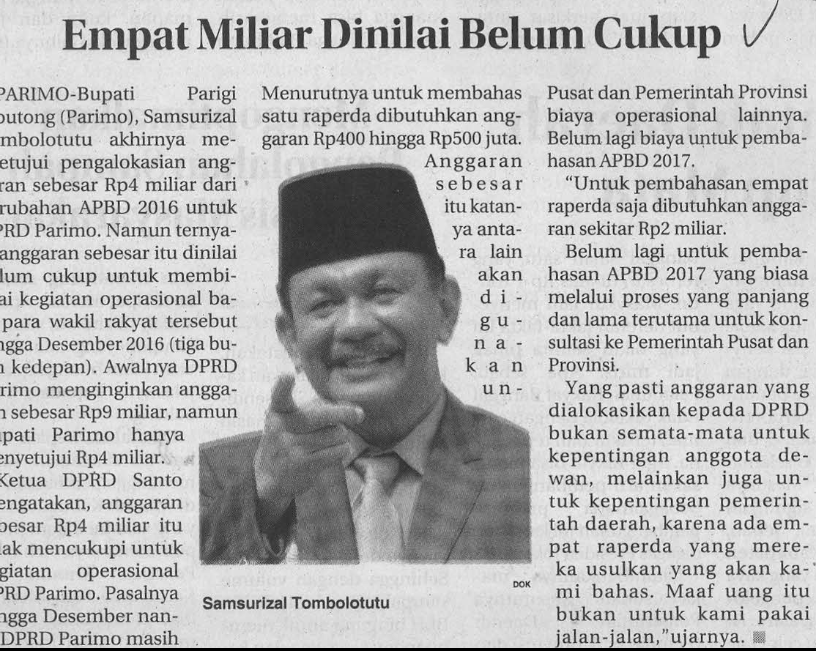 Empat Miliar Dinilai Belum Cukup
PARIMO-Bupati Parigi
outong (Parimo), Samsurizal
mbolotutu akhirnya me-
etujui pengalokasian ang-
ran sebesar Rp4 miliar dari
rubahan APBD 2016 untuk
PRD Parimo. Namun ternya-
anggaran sebesar itu dinilai
lum cukup untuk membi-
ai kegiatan operasional ba-
para wakil rakyat tersebut
ngga Desember 2016 (tiga bu-
n kedepan). Awalnya DPRD
arimo menginginkan angga-
n sebesar Rp9 miliar, namun
upati Parimo hanya
enyetujui Rp4 miliar.
Ketua DPRD Santo
engatakan, anggaran
besar Rp4 miliar itu
lak mencukupi untuk
giatan operasional
PRD Parimo. Pasalnya
ngga Desember nan-
DPRD Parimo masih
Menurutnya untuk membahas
satu raperda dibutuhkan ang-
garan Rp400 hingga Rp500 juta.
Anggaran
sebesar
itu katan-
ya anta-
ra lain
akan
di-
g u
n a -
k a n
un-
Samsurizal Tombolotutu
DOK
Pusat dan Pemerintah Provinsi
biaya operasional lainnya.
Belum lagi biaya untuk pemba-
hasan APBD 2017.
"Untuk pembahasan empat
raperda saja dibutuhkan angga-
ran sekitar Rp2 miliar.
Belum lagi untuk pemba-
hasan APBD 2017 yang biasa
melalui proses yang panjang
dan lama terutama untuk kon-
sultasi ke Pemerintah Pusat dan
Provinsi.
Yang pasti anggaran yang
dialokasikan kepada DPRD
bukan semata-mata untuk
kepentingan anggota de-
wan, melainkan juga un-
tuk kepentingan pemerin-
tah daerah, karena ada em-
pat raperda yang mere-
ka usulkan yang akan ka-
mi bahas. Maaf uang itu
bukan untuk kami pakai
jalan-jalan,"ujarnya.